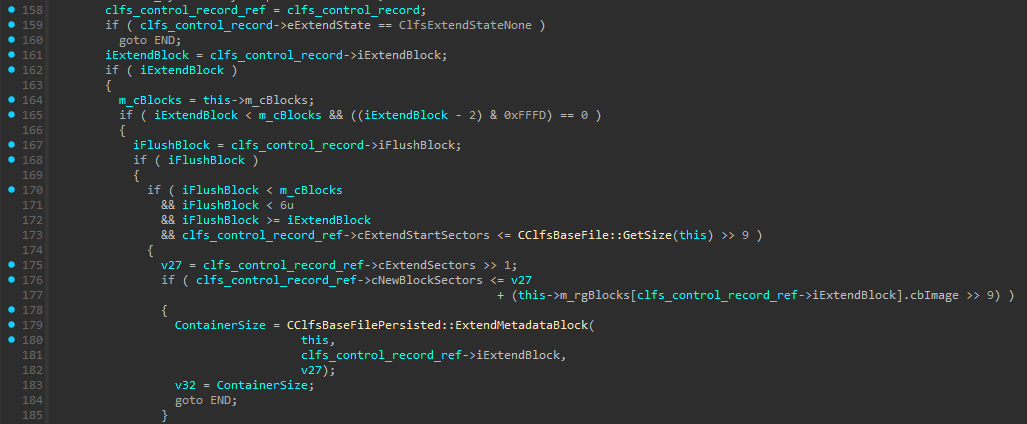 158 clfs_control_record_ref = clfs_control_record;
159 if ( clfs_control_record->eExtendState == ClfsExtendStateNone )
160 goto END;
161 iExtendBlock = clfs_control_record->iExtendBlock;
162 if ( iExtendBlock )
163 {
164 m_cBlocks = this->m_cBlocks;
165 if ( iExtendBlock < m_cBlocks && ((iExtendBlock - 2) & 0xFFFD) == 0 )
166 {
167 iFlushBlock = clfs_control_record->iFlushBlock;
168 if ( iFlushBlock )
169 {
170 if ( iFlushBlock < m_cBlocks
171 && iFlushBlock < 6u
172 && iFlushBlock >= iExtendBlock
173 && clfs_control_record_ref->cExtendStartSectors <= CClfsBaseFile::GetSize(this) >> 9 )
174 {
175 v27 = clfs_control_record_ref->cExtendSectors >> 1;
176 if ( clfs_control_record_ref->cNewBlockSectors <= v27
177 + (this->m_rgBlocks[clfs_control_record_ref->iExtendBlock].cbImage >> 9) )
178 {
179 ContainerSize = CClfsBaseFilePersisted::ExtendMetadataBlock(
180 this,
181 clfs_control_record_ref->iExtendBlock,
182 v27);
183 v32 = ContainerSize;
184 goto END;
185 }